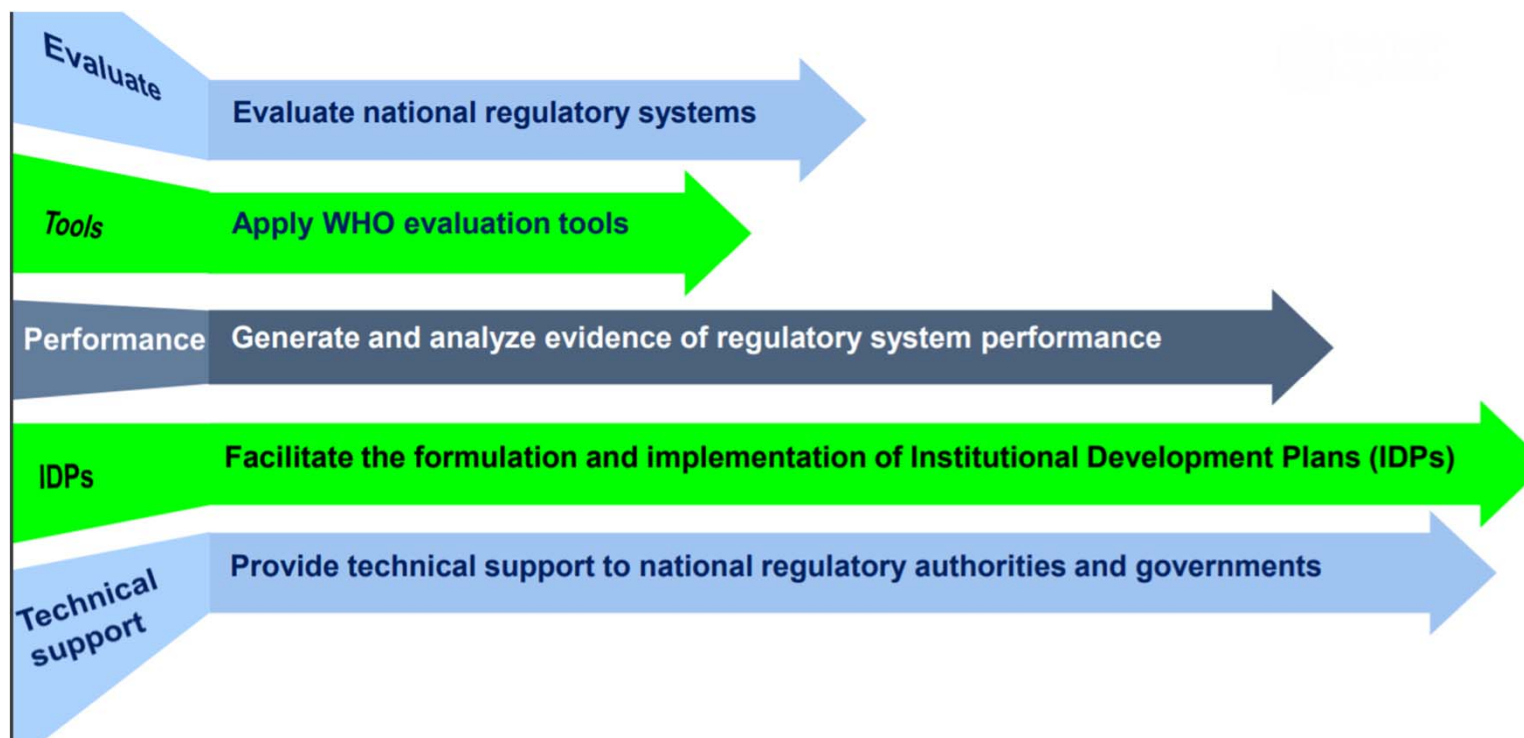 Evaluate
Evaluate national regulatory systems
Tools
Apply WHO evaluation tools
Performance
Generate and analyze evidence of regulatory system performance
IDPs
Facilitate the formulation and implementation of Institutional Development Plans (IDPs)
Technical
support
Provide technical support to national regulatory authorities and governments